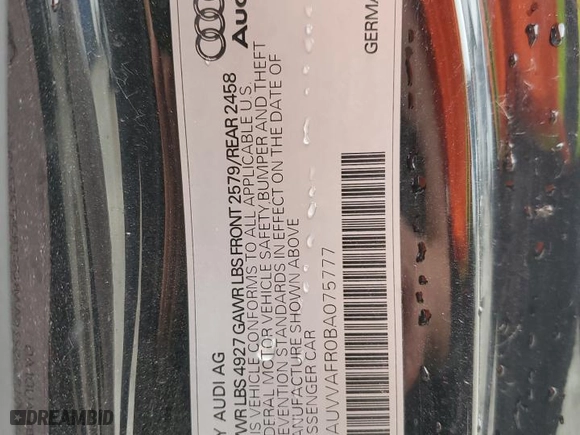 Audi
GERMA
Y AUDI AG
WR LBS 4927 GAWR LBS FRONT 2579/REAR 2458
IS VEHICLE CONFORMS TO ALL APPLICABLE U.S.
DERAL MOTOR VEHICLE SAFETY BUMPER AND THEFT
EVENTION STANDARDS IN EFFECT ON THE DATE OF
ANUFACTURE SHOWN ABOVE
SSENGER CAR
AUVVAFR0BA075777
DREAMBID